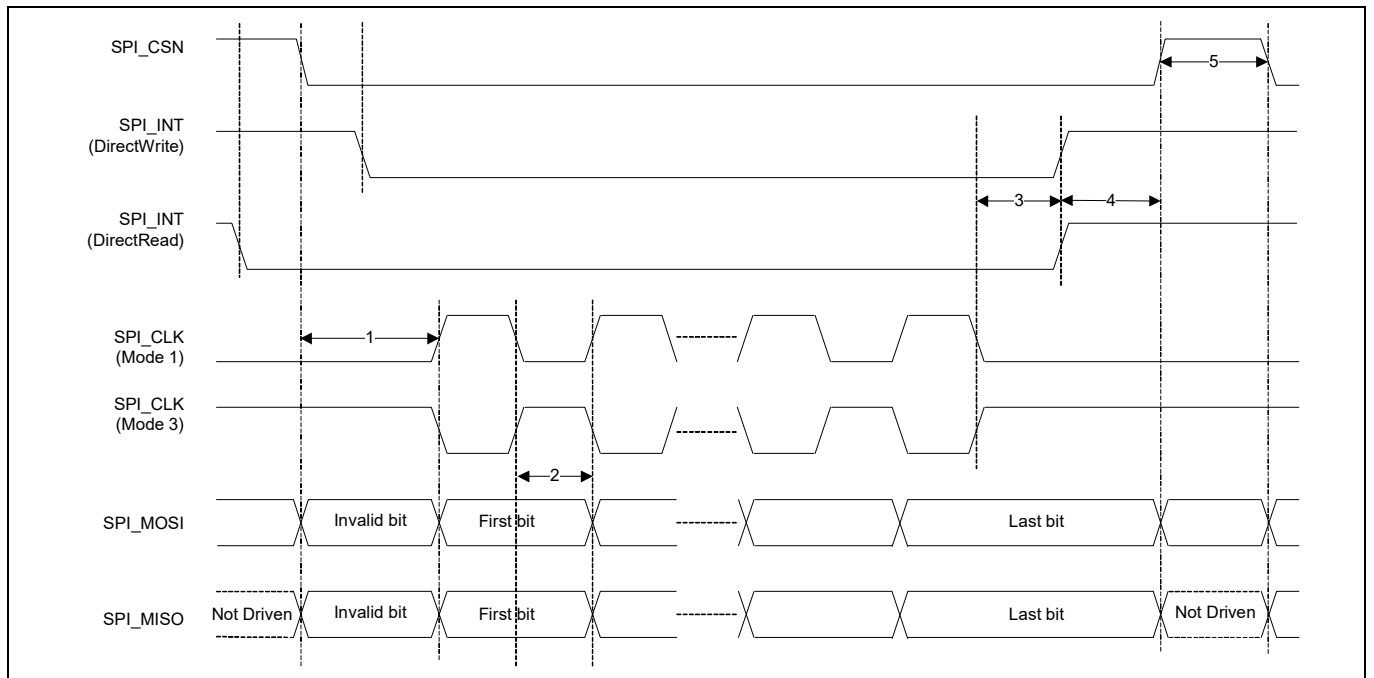 SPI_CSN
5
SPI_INT
(DirectWrite)
3
4
SPI_INT
(DirectRead)
SPI_CLK
(Mode 1)
1
SPI_CLK
(Mode 3)
2
SPI_MOSI
Invalid bit
First bit
Last bit
SPI_MISO
Not Driven
Invalid bit
First bit
Last bit
Not Driven